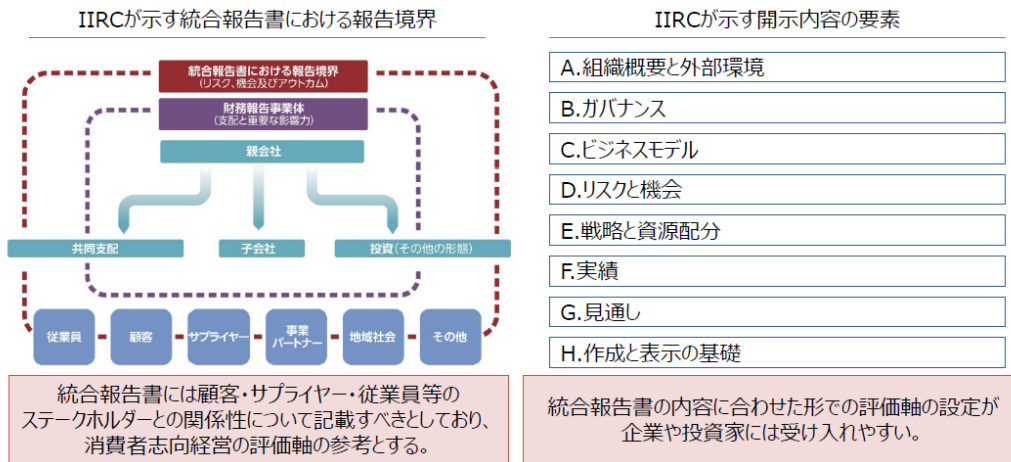 IIRCが示す統合報告書における報告境界
統合報告書における報告境界
(リスク、機会及びアウトカム)
財務報告事業体
(支配と重要な影響力)
親会社
共同支配
子会社
投資(その他の形態)
従業員
顧客
サプライヤー
事業
パートナー
地域社会
その他
統合報告書には顧客・サプライヤー・従業員等の
ステークホルダーとの関係性について記載すべきとしており、
消費者志向経営の評価軸の参考とする。
IIRCが示す開示内容の要素
A.組織概要と外部環境
B.ガバナンス
C.ビジネスモデル
D.リスクと機会
E.戦略と資源配分
F.実績
G.見通し
H.作成と表示の基礎
統合報告書の内容に合わせた形での評価軸の設定が
企業や投資家には受け入れやすい。